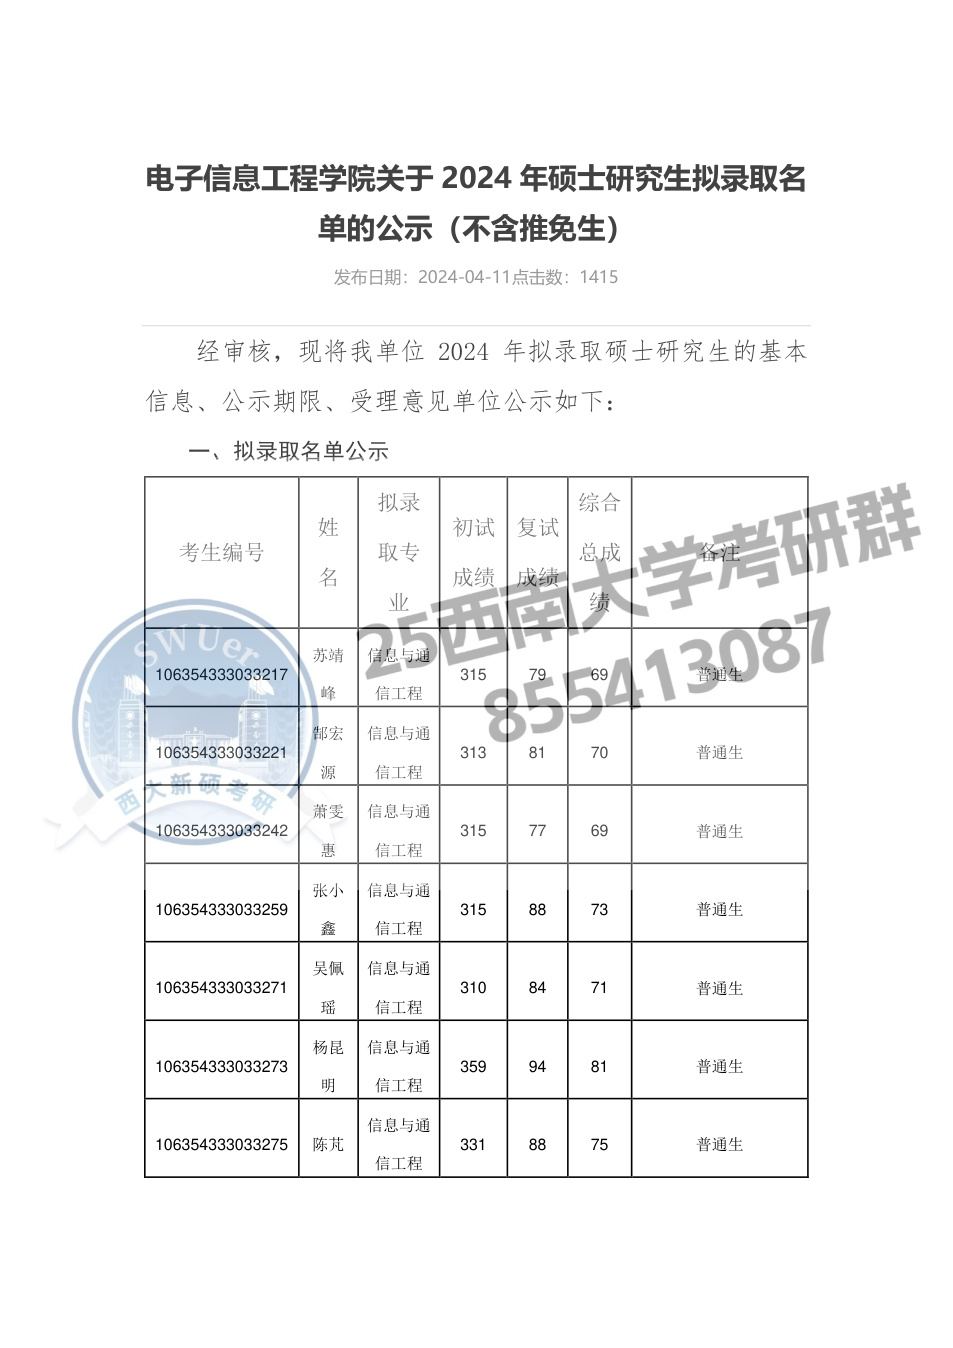 电子信息工程学院关于 2024 年硕士研究生拟录取名
单的公示（不含推免生）
发布日期：2024-04-11点击数：1415
经审核，现将我单位 2024 年拟录取硕士研究生的基本
信息、公示期限、受理意见单位公示如下：
一、拟录取名单公示
考生编号 姓名 拟录取专业 初试成绩 复试成绩 综合总成绩 备注
106354333033217 苏靖峰 信息与通信工程 315 79 69 普通生
106354333033221 郜宏源 信息与通信工程 313 81 70 普通生
106354333033242 萧雯惠 信息与通信工程 315 77 69 普通生
106354333033259 张小鑫 信息与通信工程 315 88 73 普通生
106354333033271 吴佩瑶 信息与通信工程 310 84 71 普通生
106354333033273 杨昆明 信息与通信工程 359 94 81 普通生
106354333033275 陈芃 信息与通信工程 331 88 75 普通生
25西南大学考研群
855413087
SWUer
西大新硕考研